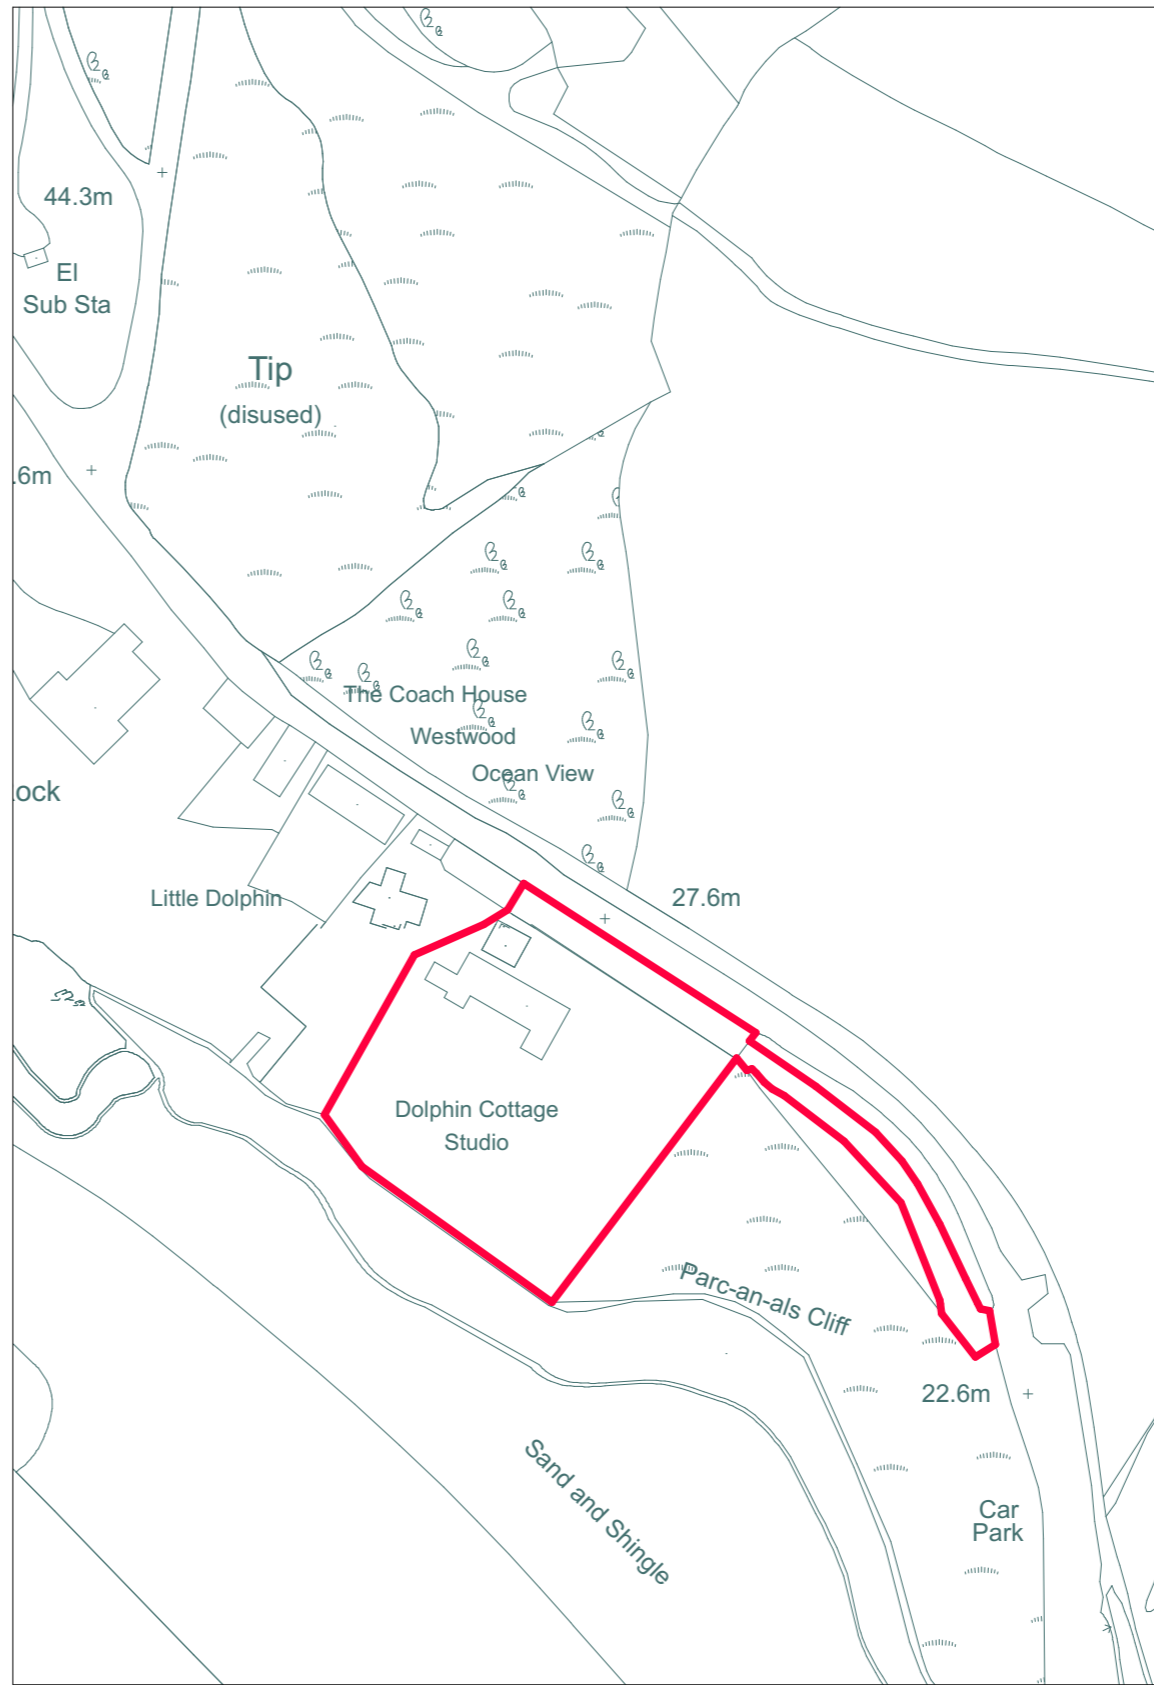 44.3m
El
Sub Sta
Tip
(disused)
.6m
The Coach House
Westwood
Ocean View
ock
Little Dolphin
27.6m
Dolphin Cottage
Studio
Parc-an-als Cliff
22.6m
Sand and Shingle
Car
Park